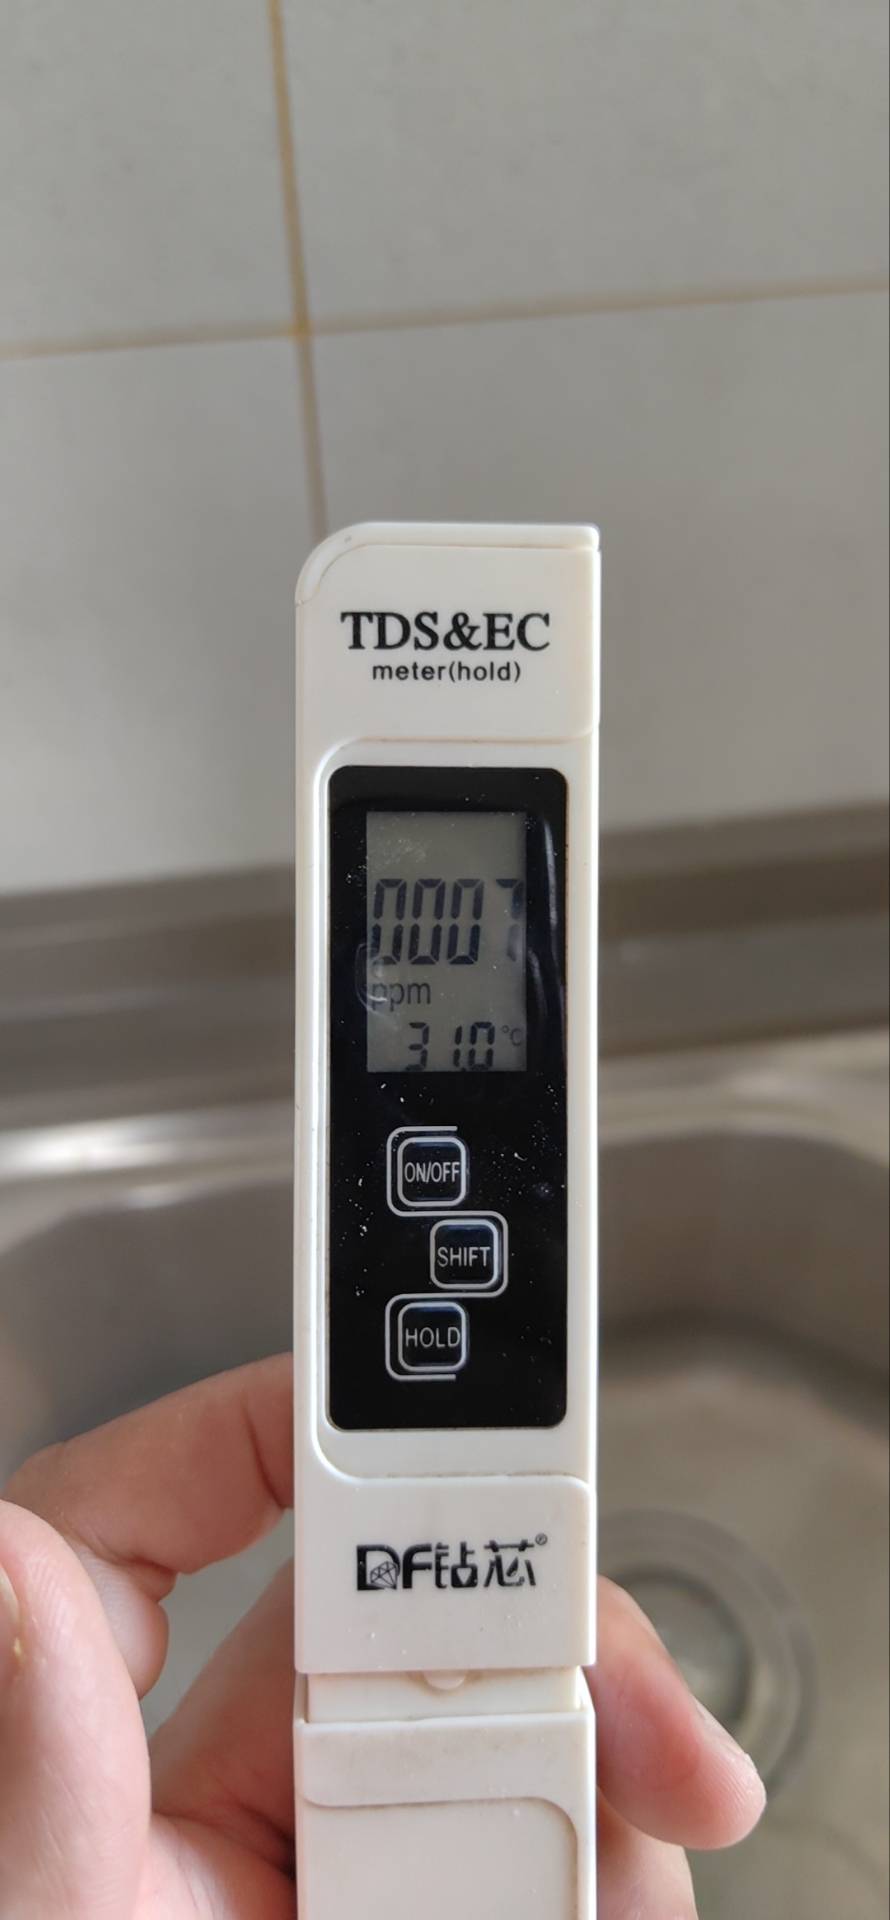 TDS&EC
meter(hold)
0007
ppm
31.0 °C
ON/OFF
SHIFT
HOLD
DF钻芯®